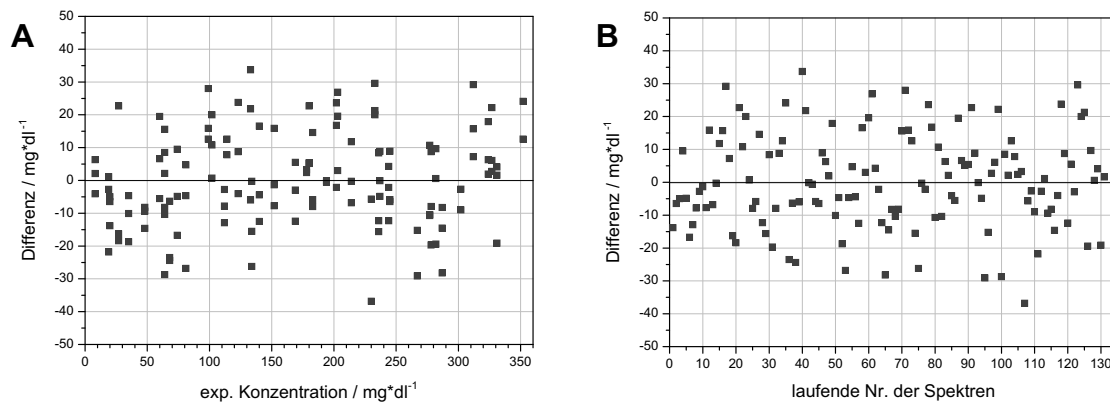 A
50
40
30
20
10
0
-10
-20
-30
-40
-50
Differenz / mg*dl⁻¹
0 50 100 150 200 250 300 350
exp. Konzentration / mg*dl⁻¹
B
50
40
30
20
10
0
-10
-20
-30
-40
-50
Differenz / mg*dl⁻¹
0 10 20 30 40 50 60 70 80 90 100 110 120 130
laufende Nr. der Spektren